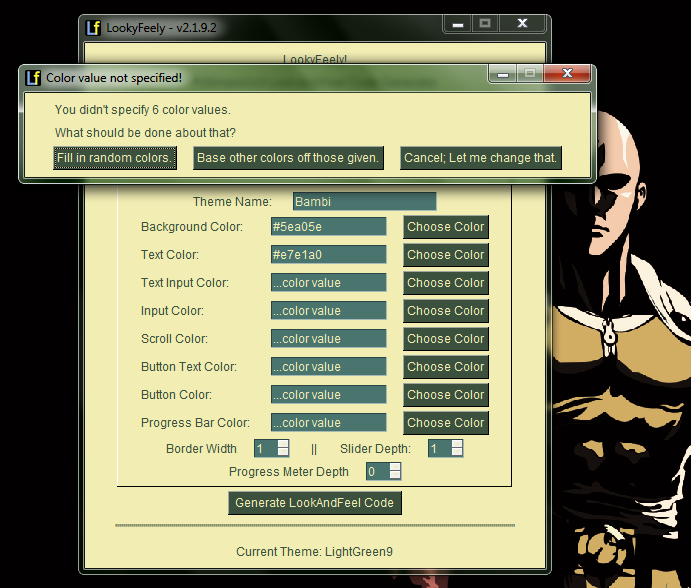 Lf LookyFeely - v2.1.9.2
LookyFeely!
Lf Color value not specified!
You didn't specify 6 color values.
What should be done about that?
Fill in random colors. Base other colors off those given. Cancel; Let me change that.
Theme Name: Bambi
Background Color: #5ea05e Choose Color
Text Color: #e7e1a0 Choose Color
Text Input Color: ...color value Choose Color
Input Color: ...color value Choose Color
Scroll Color: ...color value Choose Color
Button Text Color: ...color value Choose Color
Button Color: ...color value Choose Color
Progress Bar Color: ...color value Choose Color
Border Width 1 || Slider Depth: 1
Progress Meter Depth 0
Generate LookAndFeel Code
Current Theme: LightGreen9